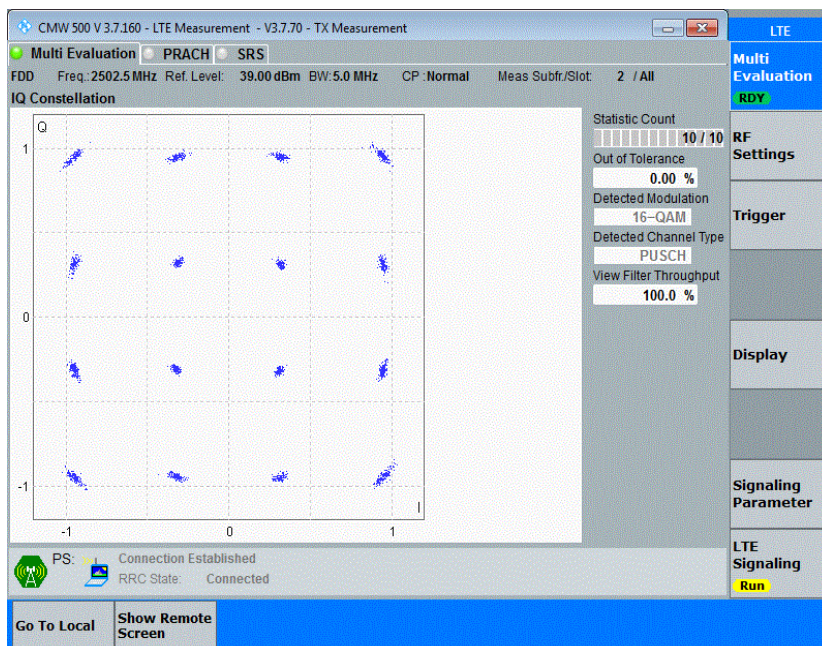 CMW 500 V 3.7.160 - LTE Measurement - V3.7.70 - TX Measurement
LTE
Multi Evaluation PRACH SRS
FDD Freq.: 2502.5 MHz Ref. Level: 39.00 dBm BW: 5.0 MHz CP : Normal Meas Subfr./Slot: 2 / All
IQ Constellation
Q
1
0
-1
-1 0 1
I
Statistic Count
10 / 10
Out of Tolerance
0.00 %
Detected Modulation
16-QAM
Detected Channel Type
PUSCH
View Filter Throughput
100.0 %
Multi
Evaluation
RDY
RF
Settings
Trigger
Display
Signaling
Parameter
LTE
Signaling
Run
PS: Connection Established
RRC State: Connected
Go To Local
Show Remote
Screen